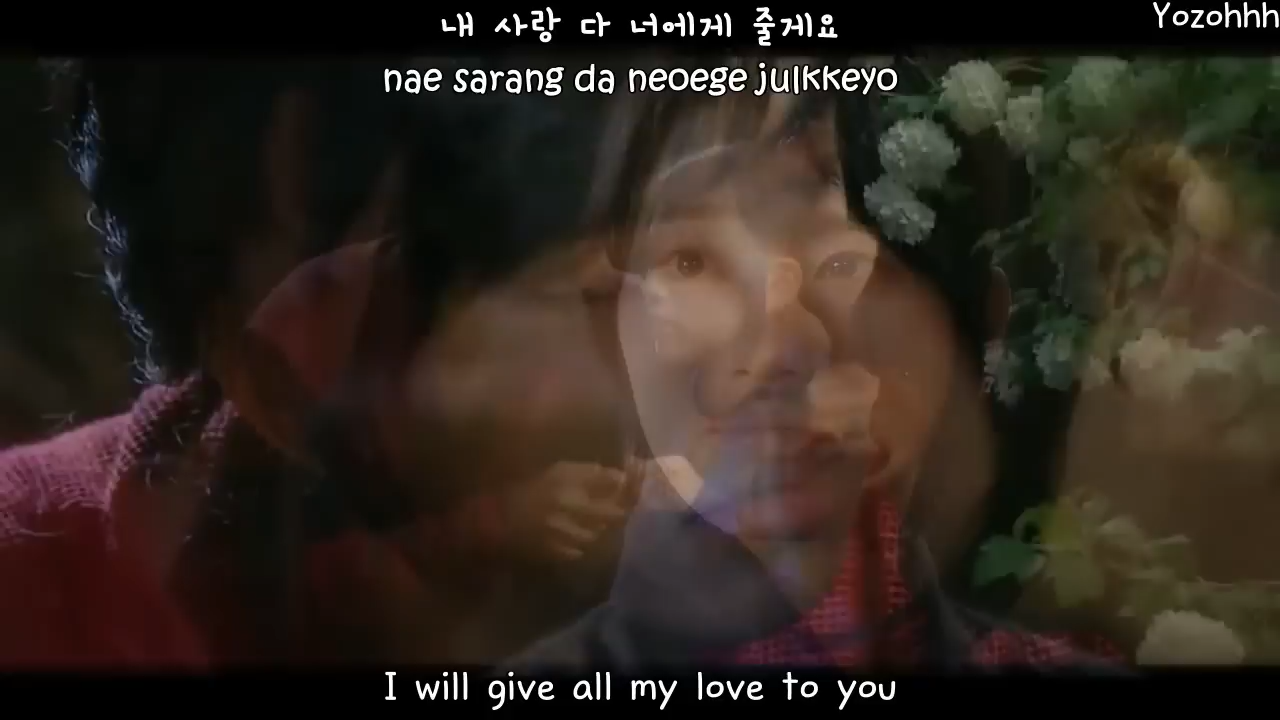 내 사랑 다 너에게 줄게요
Yozohhh
nae sarang da neoege julkkeyo
I will give all my love to you